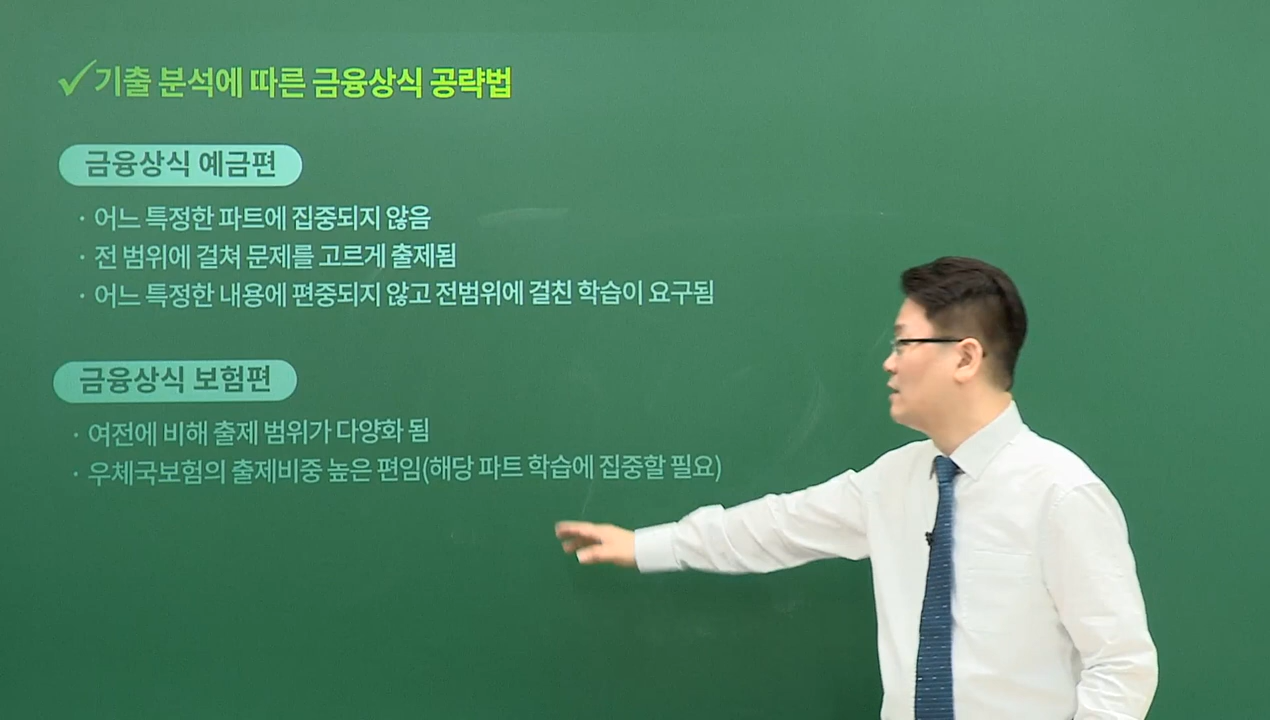 ✓기출 분석에 따른 금융상식 공략법
금융상식 예금편
· 어느 특정한 파트에 집중되지 않음
· 전 범위에 걸쳐 문제를 고르게 출제됨
· 어느 특정한 내용에 편중되지 않고 전범위에 걸친 학습이 요구됨
금융상식 보험편
· 여전에 비해 출제 범위가 다양화 됨
· 우체국보험의 출제비중 높은 편임(해당 파트 학습에 집중할 필요)